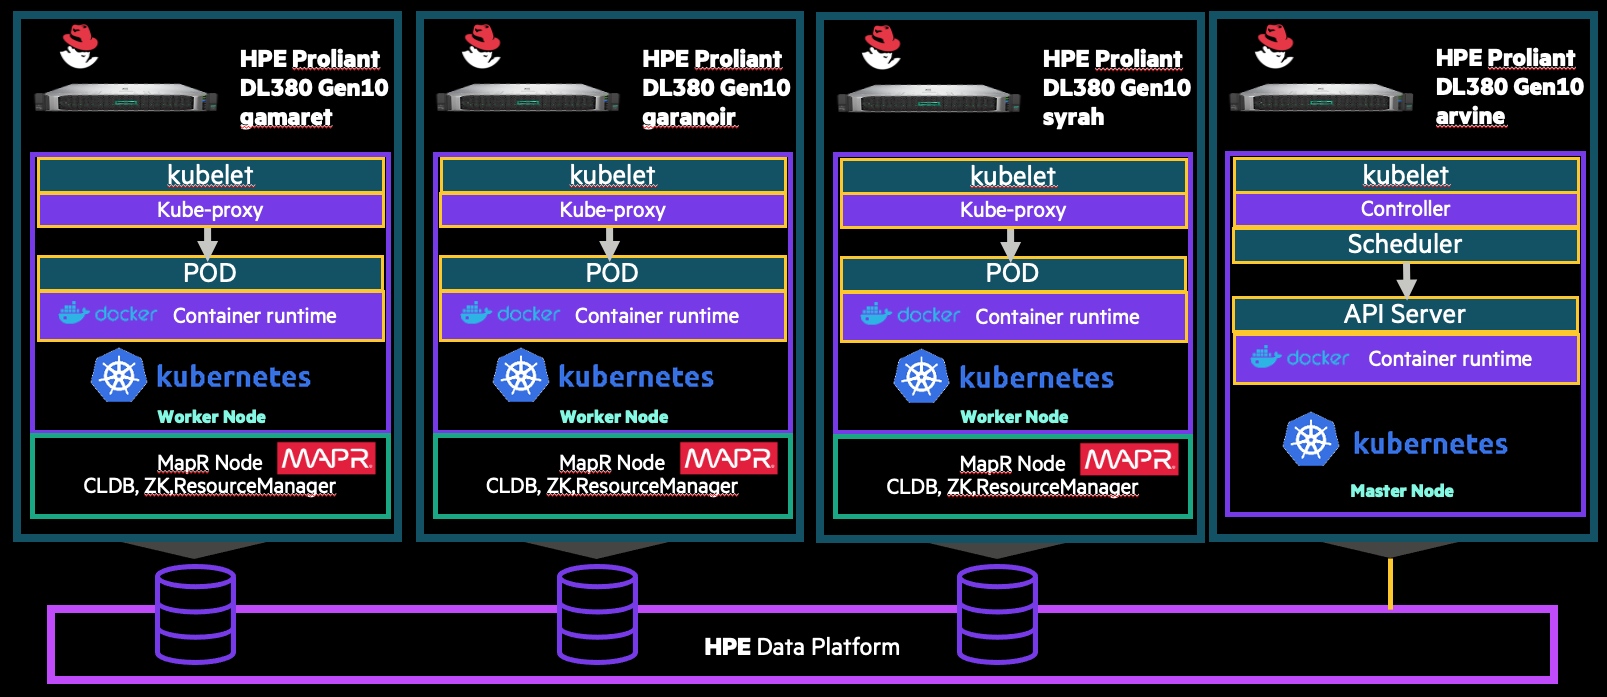 HPE Proliant
DL380 Gen10
gamaret
kubelet
Kube-proxy
POD
docker Container runtime
kubernetes
Worker Node
MapR Node MAPR.
CLDB, ZK,ResourceManager
HPE Proliant
DL380 Gen10
garanoir
kubelet
Kube-proxy
POD
docker Container runtime
kubernetes
Worker Node
MapR Node MAPR.
CLDB, ZK,ResourceManager
HPE Proliant
DL380 Gen10
syrah
kubelet
Kube-proxy
POD
docker Container runtime
kubernetes
Worker Node
MapR Node MAPR.
CLDB, ZK,ResourceManager
HPE Proliant
DL380 Gen10
arvine
kubelet
Controller
Scheduler
API Server
docker Container runtime
kubernetes
Master Node
HPE Data Platform